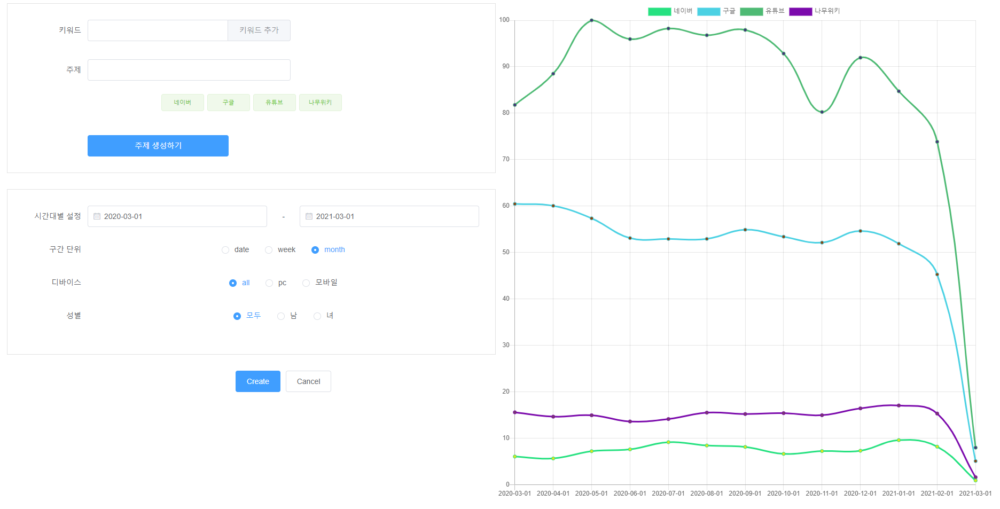 키워드 키워드 추가
주제
네이버 구글 유튜브 나무위키
주제 생성하기
시간대별 설정 2020-03-01 - 2021-03-01
구간 단위 date week month
디바이스 all pc 모바일
성별 모두 남 녀
Create Cancel
네이버 구글 유튜브 나무위키
100
90
80
70
60
50
40
30
20
10
0
2020-03-01 2020-04-01 2020-05-01 2020-06-01 2020-07-01 2020-08-01 2020-09-01 2020-10-01 2020-11-01 2020-12-01 2021-01-01 2021-02-01 2021-03-01